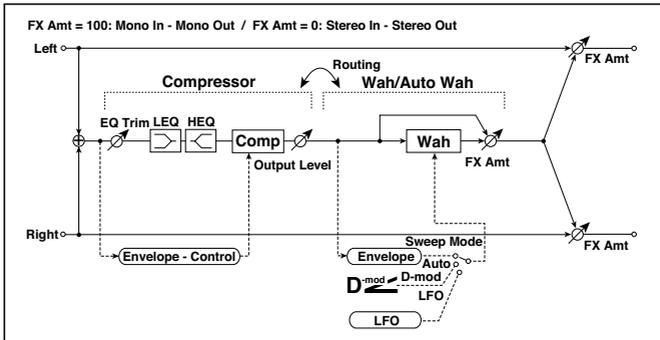 FX Amt = 100: Mono In - Mono Out / FX Amt = 0: Stereo In - Stereo Out
Left
FX Amt
Routing
Compressor
Wah/Auto Wah
EQ Trim
LEQ
HEQ
Comp
Output Level
Wah
FX Amt
Right
FX Amt
Sweep Mode
Envelope - Control
Envelope
Auto
D-mod
D-mod
LFO
LFO